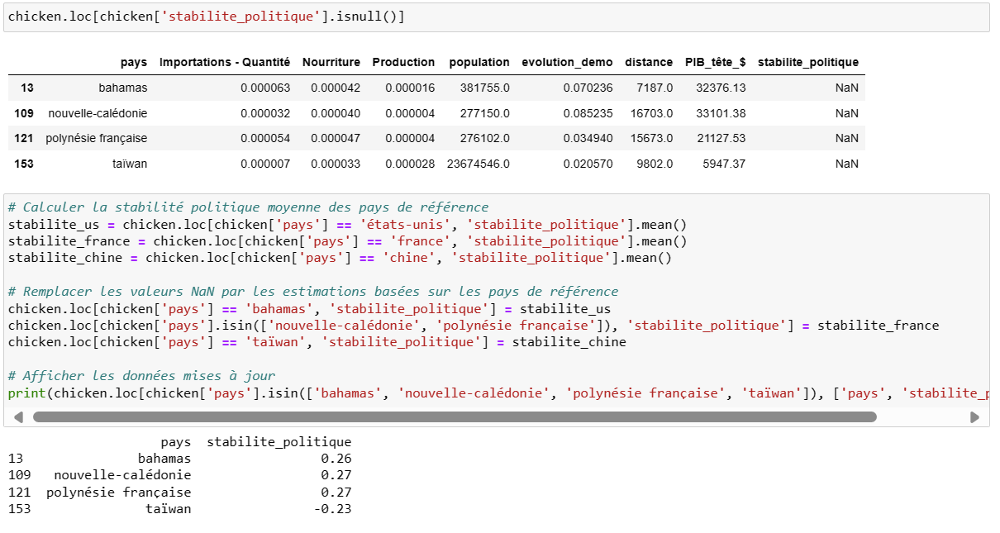 chicken.loc[chicken['stabilite_politique'].isnull()]
pays Importations - Quantité Nourriture Production population evolution_demo distance PIB_tête_$ stabilite_politique
13 bahamas 0.000063 0.000042 0.000016 381755.0 0.070236 7187.0 32376.13 NaN
109 nouvelle-calédonie 0.000032 0.000040 0.000004 277150.0 0.085235 16703.0 33101.38 NaN
121 polynésie française 0.000054 0.000047 0.000004 276102.0 0.034940 15673.0 21127.53 NaN
153 taïwan 0.000007 0.000033 0.000028 23674546.0 0.020570 9802.0 5947.37 NaN
# Calculer la stabilité politique moyenne des pays de référence
stabilite_us = chicken.loc[chicken['pays'] == 'états-unis', 'stabilite_politique'].mean()
stabilite_france = chicken.loc[chicken['pays'] == 'france', 'stabilite_politique'].mean()
stabilite_chine = chicken.loc[chicken['pays'] == 'chine', 'stabilite_politique'].mean()
# Remplacer les valeurs NaN par les estimations basées sur les pays de référence
chicken.loc[chicken['pays'] == 'bahamas', 'stabilite_politique'] = stabilite_us
chicken.loc[chicken['pays'].isin(['nouvelle-calédonie', 'polynésie française']), 'stabilite_politique'] = stabilite_france
chicken.loc[chicken['pays'] == 'taïwan', 'stabilite_politique'] = stabilite_chine
# Afficher les données mises à jour
print(chicken.loc[chicken['pays'].isin(['bahamas', 'nouvelle-calédonie', 'polynésie française', 'taïwan']), ['pays', 'stabilite_p
pays stabilite_politique
13 bahamas 0.26
109 nouvelle-calédonie 0.27
121 polynésie française 0.27
153 taïwan -0.23